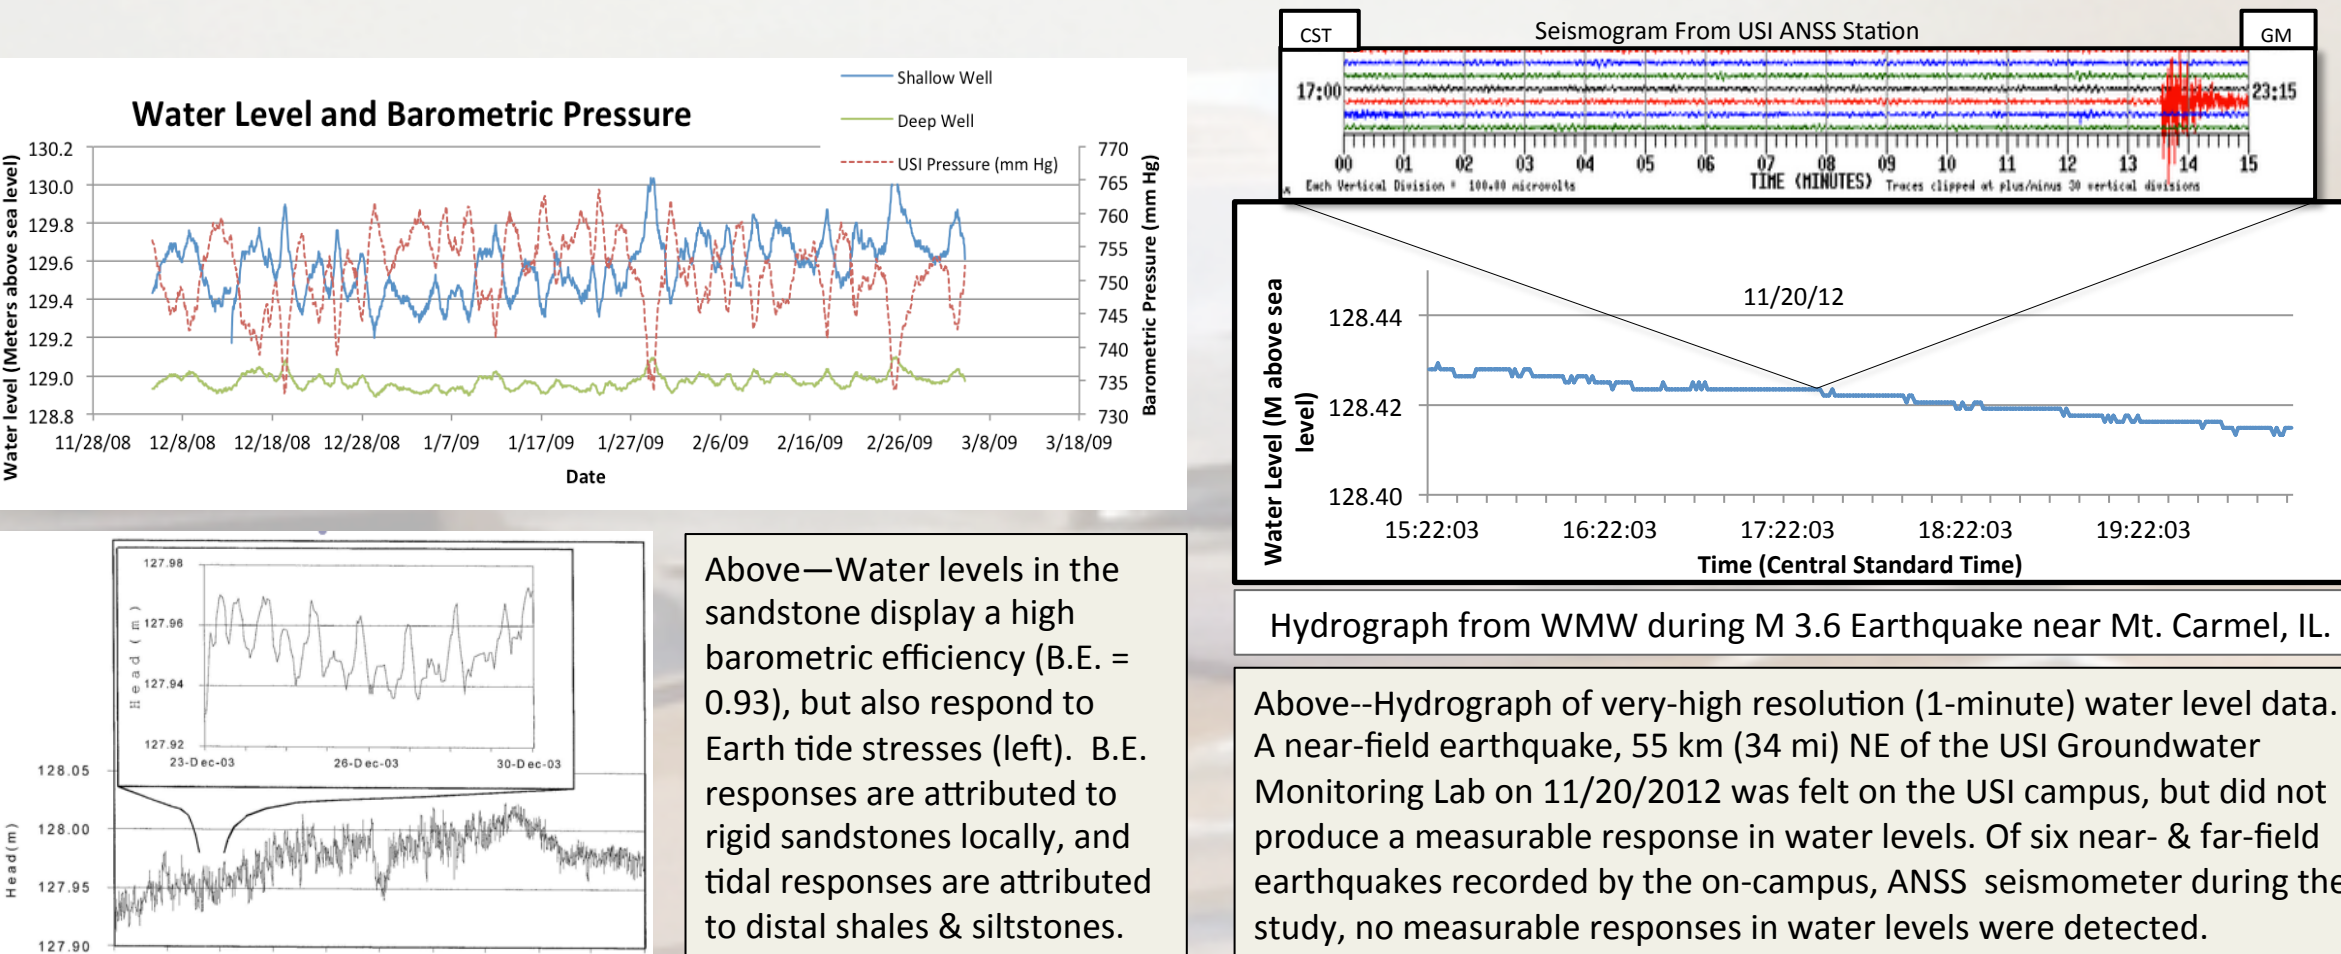 Water Level and Barometric Pressure
Shallow Well
Deep Well
USI Pressure (mm Hg)
Water level (Meters above sea level)
130.2
130.0
129.8
129.6
129.4
129.2
129.0
128.8
770
765
760
755
750
745
740
735
730
Barometric Pressure (mm Hg)
11/28/08 12/8/08 12/18/08 12/28/08 1/7/09 1/17/09 1/27/09 2/6/09 2/16/09 2/26/09 3/8/09 3/18/09
Date
CST
Seismogram From USI ANSS Station
GM
17:00
23:15
00 01 02 03 04 05 06 07 08 09 10 11 12 13 14 15
TIME (MINUTES)
Each Vertical Division = 100.00 microvolts
Traces clipped at plus/minus 30 vertical divisions
11/20/12
Water Level (M above sea
level)
128.44
128.42
128.40
15:22:03 16:22:03 17:22:03 18:22:03 19:22:03
Time (Central Standard Time)
Hydrograph from WMW during M 3.6 Earthquake near Mt. Carmel, IL.
Head (m)
127.98
127.96
127.94
127.92
23-Dec-03 26-Dec-03 30-Dec-03
Head (m)
128.05
128.00
127.95
127.90
Above—Water levels in the
sandstone display a high
barometric efficiency (B.E. =
0.93), but also respond to
Earth tide stresses (left).  B.E.
responses are attributed to
rigid sandstones locally, and
tidal responses are attributed
to distal shales & siltstones.
Above--Hydrograph of very-high resolution (1-minute) water level data.
A near-field earthquake, 55 km (34 mi) NE of the USI Groundwater
Monitoring Lab on 11/20/2012 was felt on the USI campus, but did not
produce a measurable response in water levels. Of six near- & far-field
earthquakes recorded by the on-campus, ANSS  seismometer during the
study, no measurable responses in water levels were detected.